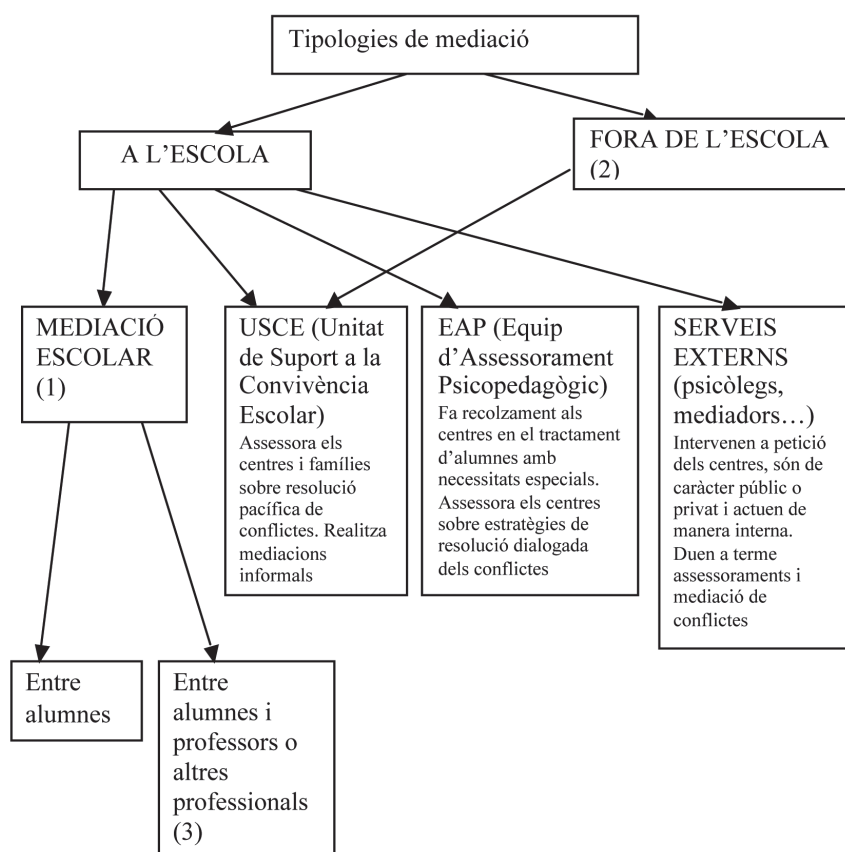 Tipologies de mediació
A L’ESCOLA
FORA DE L’ESCOLA
(2)
MEDIACIÓ
ESCOLAR
(1)
USCE (Unitat
de Suport a la
Convivència
Escolar)
Assessora els
centres i famílies
sobre resolució
pacífica de
conflictes. Realitza
mediacions
informals
EAP (Equip
d’Assessorament
Psicopedagògic)
Fa recolzament als
centres en el tractament
d’alumnes amb
necessitats especials.
Assessora els centres
sobre estratègies de
resolució dialogada
dels conflictes
SERVEIS
EXTERNS
(psicòlegs,
mediadors…)
Intervenen a petició
dels centres, són de
caràcter públic o
privat i actuen de
manera interna.
Duen a terme
assessoraments i
mediació de
conflictes
Entre
alumnes
Entre
alumnes i
professors o
altres
professionals
(3)